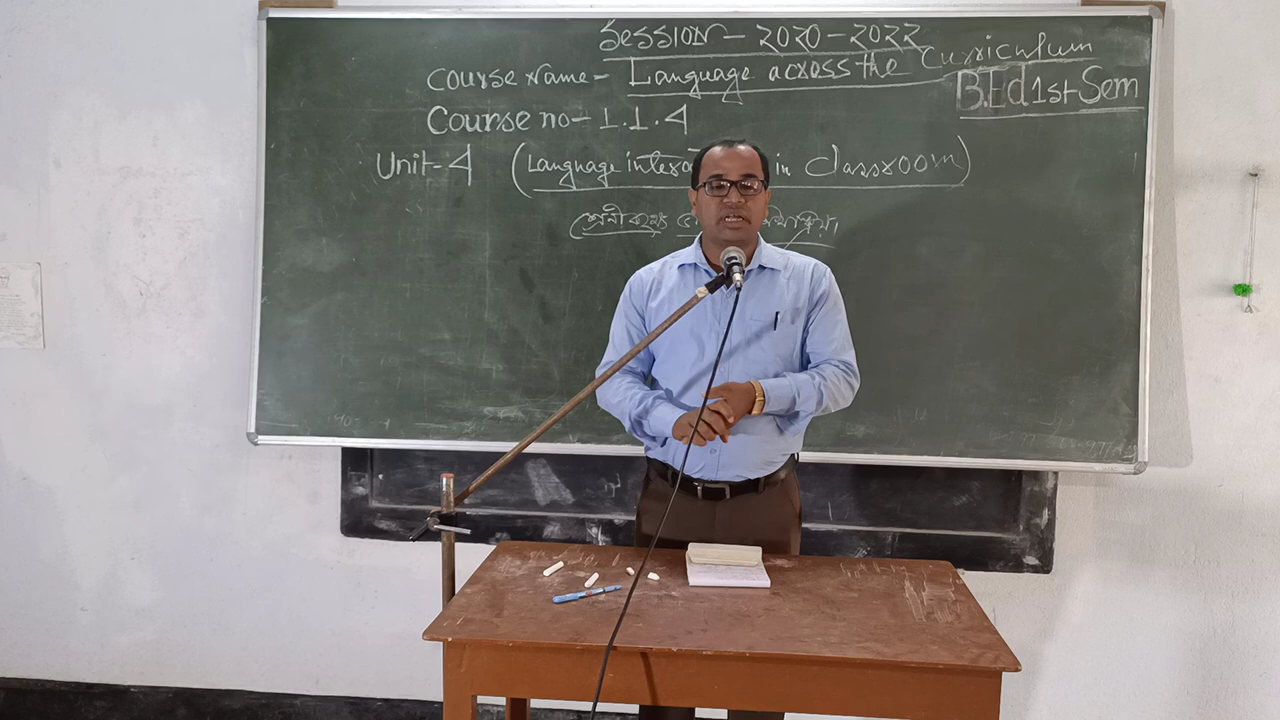 Session - 2020-2022
Course Name - Language across the Curriculum
B.Ed 1st Sem
Course no - 1.1.4
Unit-4 (Language in classroom)
(শ্রেনীকক্ষে